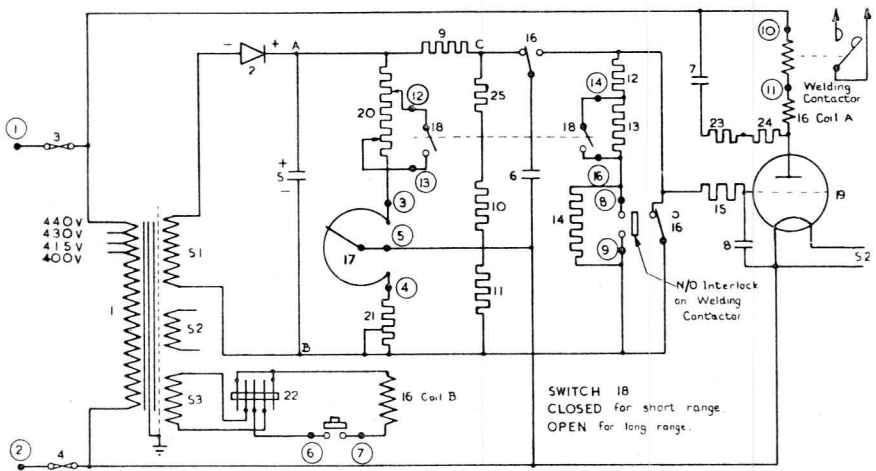 1
3
440V
430V
415V
400V
1
S1
S2
S3
2
4
- +
2
A
+
5
-
B
9
C
16
20
12
18
13
3
5
17
4
21
25
10
11
6
14
12
18
13
16
14
8
9
16
N/O Interlock
on Welding
Contactor
7
23
24
10
11
Welding
Contactor
16 Coil A
15
8
19
S2
22
16 Coil B
6
7
SWITCH 18
CLOSED for short range.
OPEN for long range.